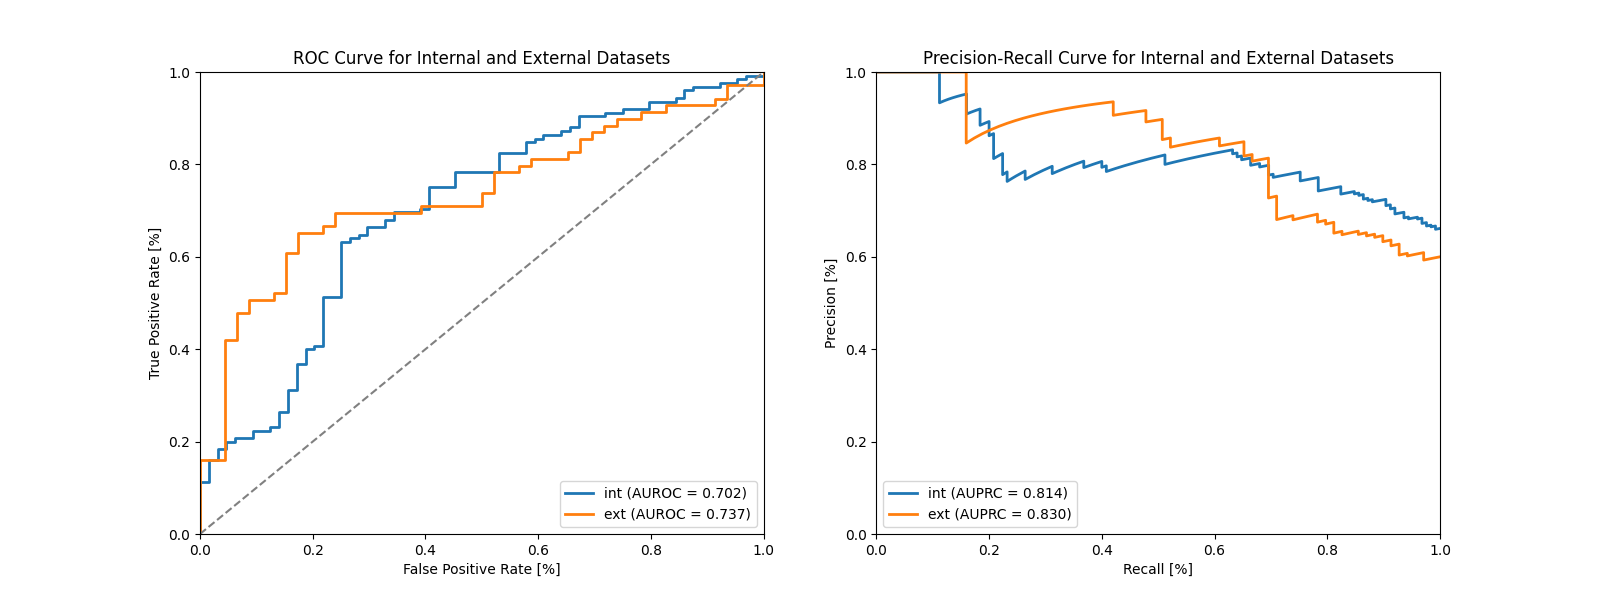 ROC Curve for Internal and External Datasets
1.0
0.8
0.6
0.4
0.2
0.0
True Positive Rate [%]
int (AUROC = 0.702)
ext (AUROC = 0.737)
0.0 0.2 0.4 0.6 0.8 1.0
False Positive Rate [%]
Precision-Recall Curve for Internal and External Datasets
1.0
0.8
0.6
0.4
0.2
0.0
Precision [%]
int (AUPRC = 0.814)
ext (AUPRC = 0.830)
0.0 0.2 0.4 0.6 0.8 1.0
Recall [%]